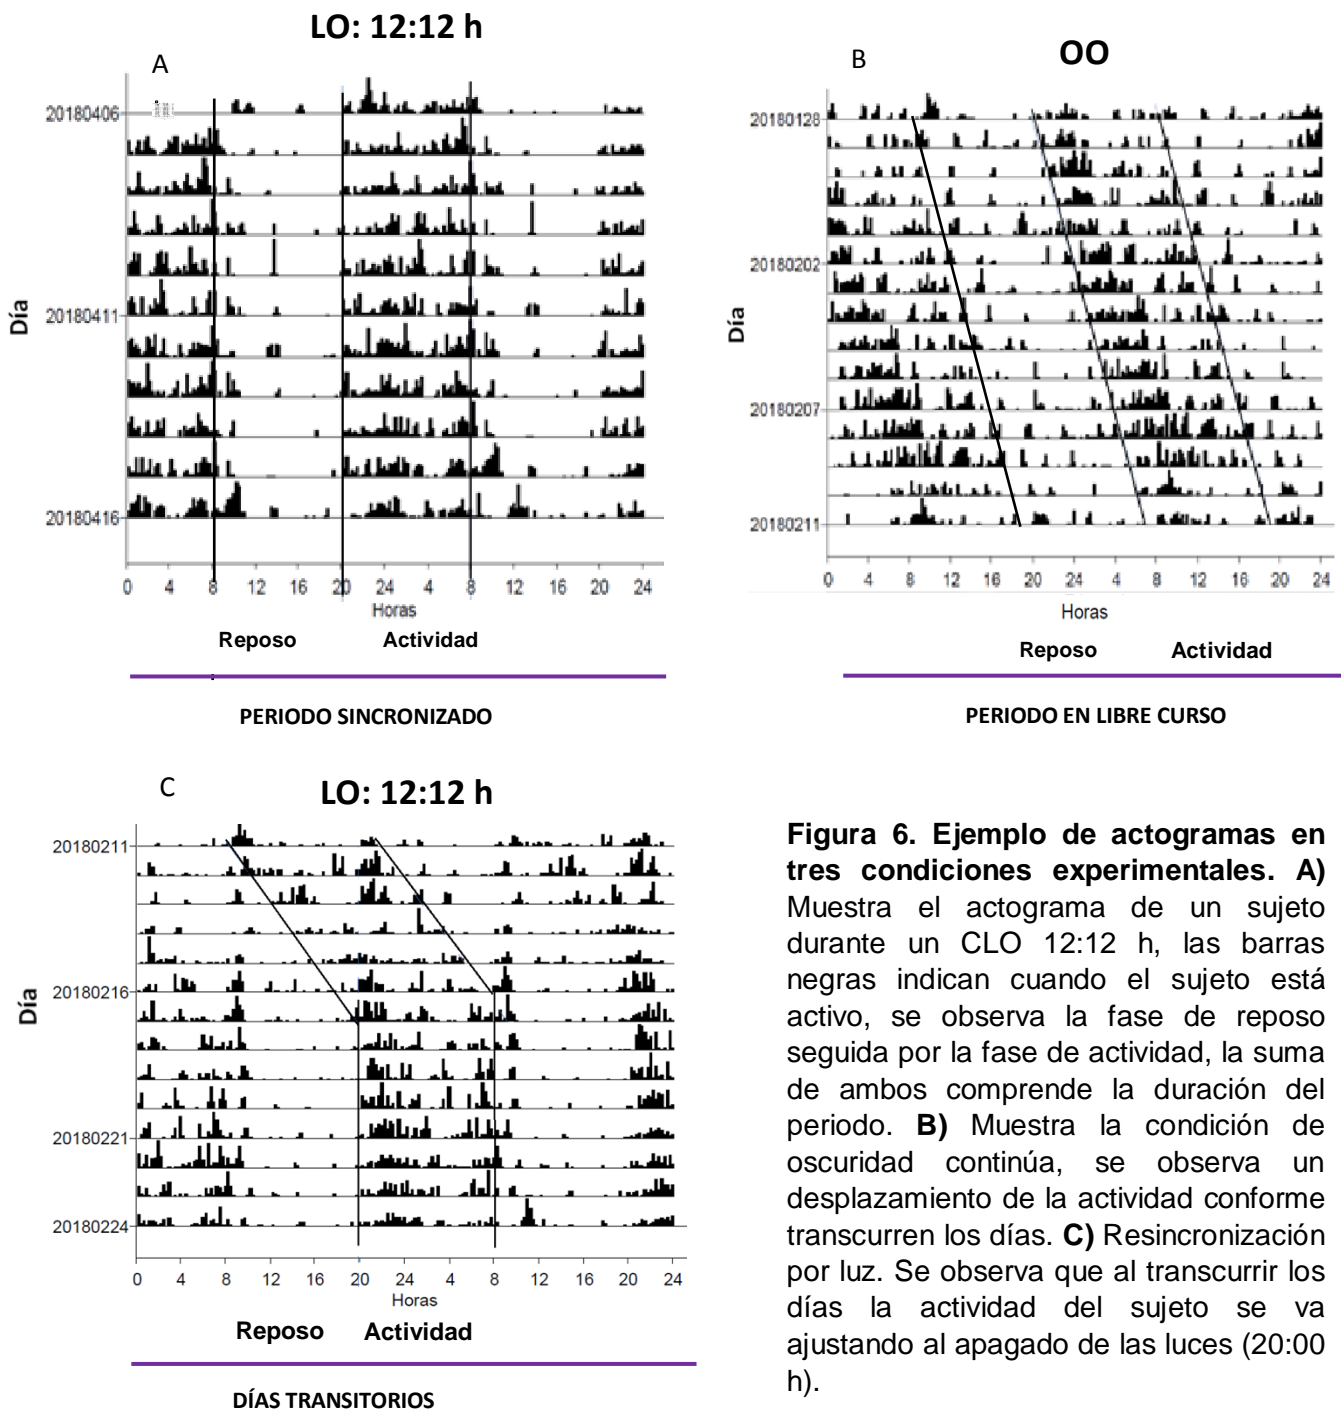 LO: 12:12 h
A
20180406
20180411
20180416
Día
0 4 8 12 16 20 24 4 8 12 16 20 24
Horas
Reposo Actividad
PERIODO SINCRONIZADO
OO
B
20180128
20180202
20180207
20180211
Día
0 4 8 12 16 20 24 4 8 12 16 20 24
Horas
Reposo Actividad
PERIODO EN LIBRE CURSO
C
LO: 12:12 h
20180211
20180216
20180221
20180224
Día
0 4 8 12 16 20 24 4 8 12 16 20 24
Horas
Reposo Actividad
DÍAS TRANSITORIOS
Figura 6. Ejemplo de actogramas en
tres condiciones experimentales. A)
Muestra el actograma de un sujeto
durante un CLO 12:12 h, las barras
negras indican cuando el sujeto está
activo, se observa la fase de reposo
seguida por la fase de actividad, la suma
de ambos comprende la duración del
periodo. B) Muestra la condición de
oscuridad continúa, se observa un
desplazamiento de la actividad conforme
transcurren los días. C) Resincronización
por luz. Se observa que al transcurrir los
días la actividad del sujeto se va
ajustando al apagado de las luces (20:00
h).